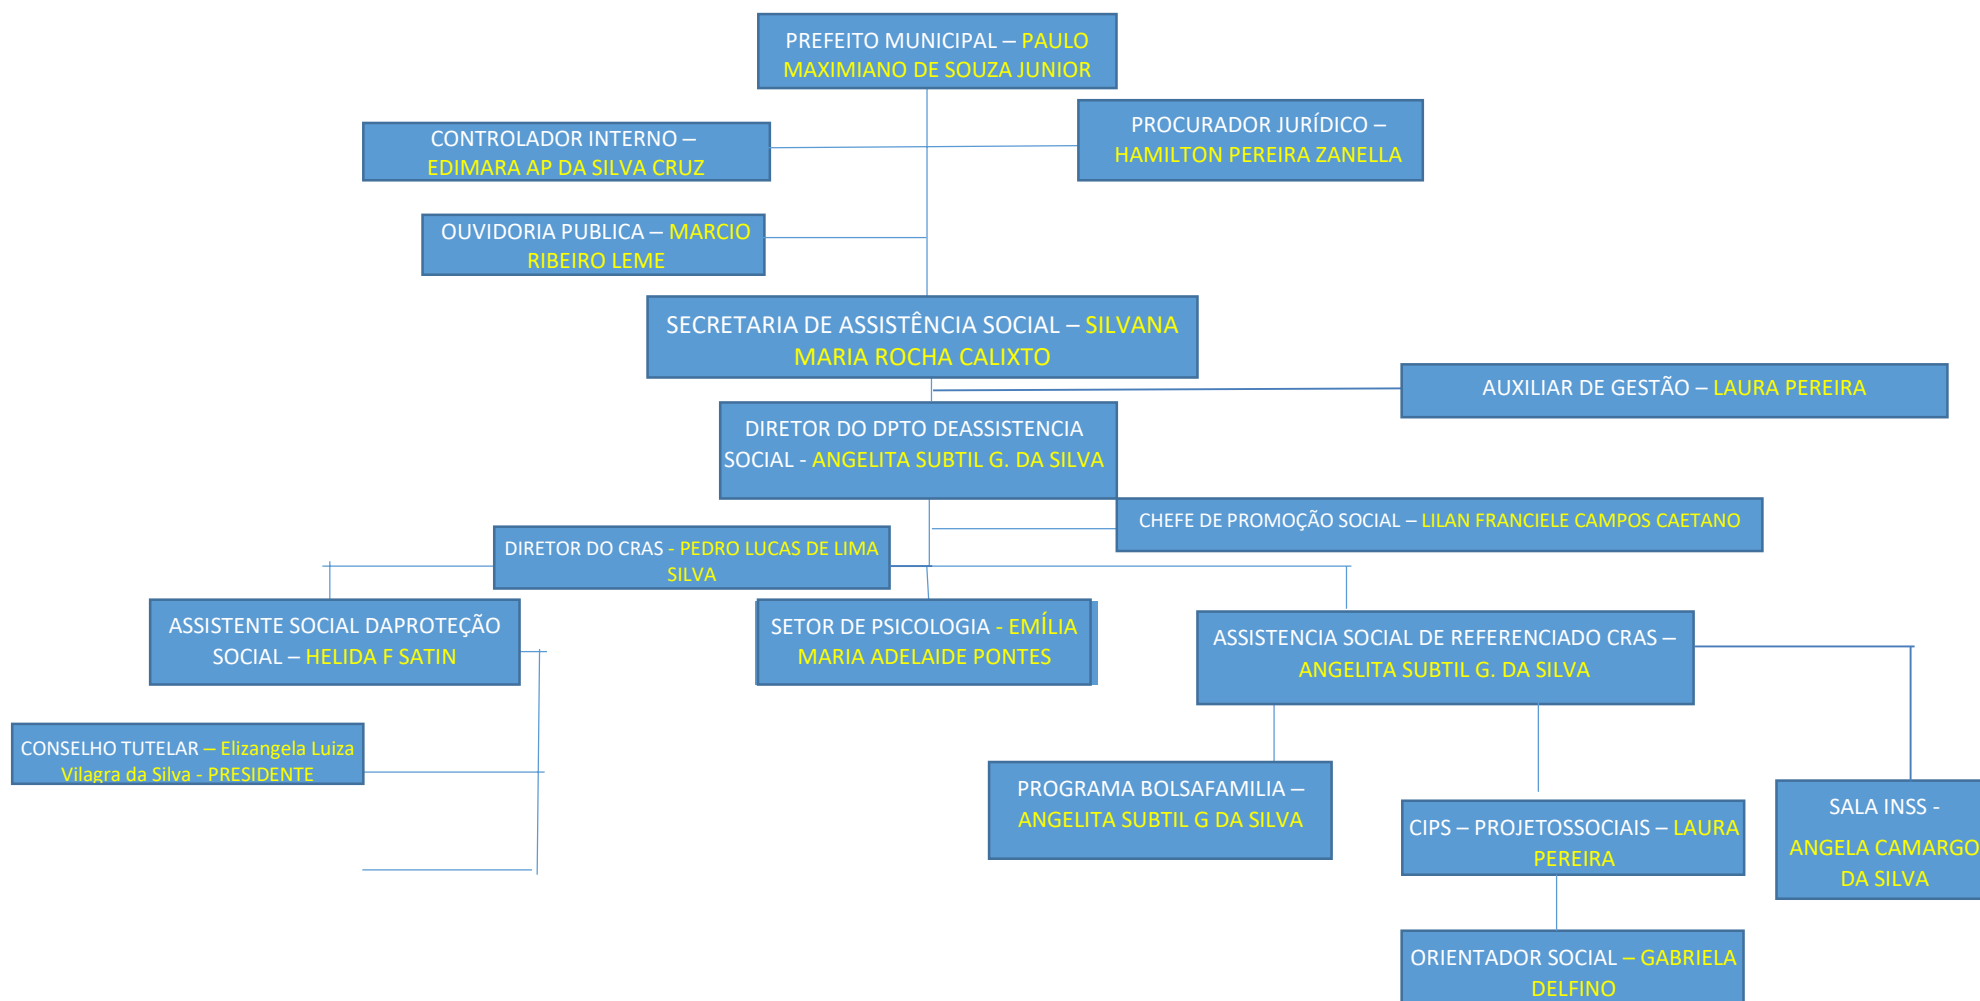 PREFEITO MUNICIPAL – PAULO
MAXIMIANO DE SOUZA JUNIOR
CONTROLADOR INTERNO –
EDIMARA AP DA SILVA CRUZ
PROCURADOR JURÍDICO –
HAMILTON PEREIRA ZANELLA
OUVIDORIA PUBLICA – MARCIO
RIBEIRO LEME
SECRETARIA DE ASSISTÊNCIA SOCIAL – SILVANA
MARIA ROCHA CALIXTO
AUXILIAR DE GESTÃO – LAURA PEREIRA
DIRETOR DO DPTO DEASSISTENCIA
SOCIAL - ANGELITA SUBTIL G. DA SILVA
CHEFE DE PROMOÇÃO SOCIAL – LILAN FRANCIELE CAMPOS CAETANO
DIRETOR DO CRAS - PEDRO LUCAS DE LIMA
SILVA
ASSISTENTE SOCIAL DAPROTEÇÃO
SOCIAL – HELIDA F SATIN
SETOR DE PSICOLOGIA - EMÍLIA
MARIA ADELAIDE PONTES
ASSISTENCIA SOCIAL DE REFERENCIADO CRAS –
ANGELITA SUBTIL G. DA SILVA
CONSELHO TUTELAR – Elizangela Luiza
Vilagra da Silva - PRESIDENTE
PROGRAMA BOLSAFAMILIA –
ANGELITA SUBTIL G DA SILVA
CIPS – PROJETOSSOCIAIS – LAURA
PEREIRA
SALA INSS -
ANGELA CAMARGO
DA SILVA
ORIENTADOR SOCIAL – GABRIELA
DELFINO